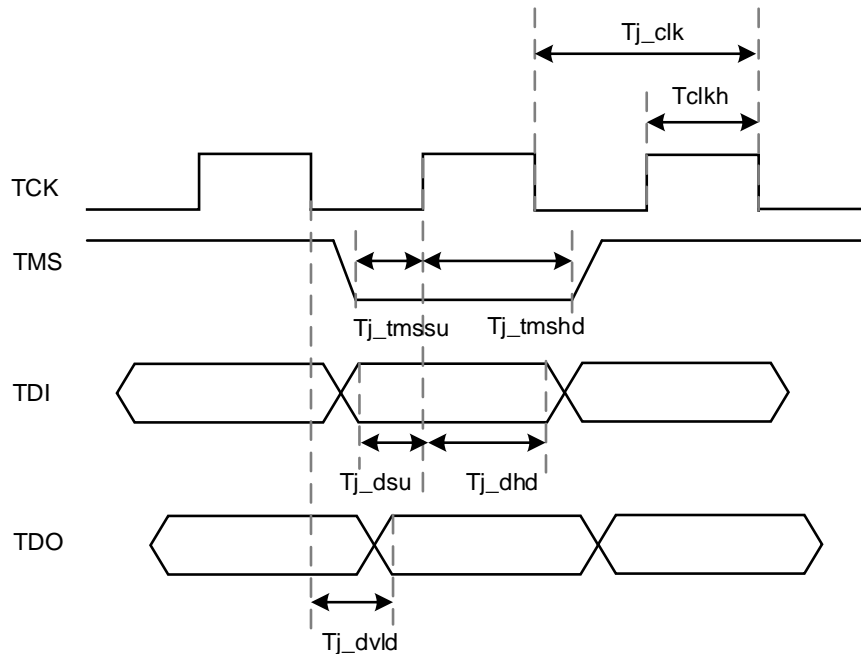 Tj_clk
Tclkh
TCK
TMS
Tj_tmssu
Tj_tmshd
TDI
Tj_dsu
Tj_dhd
TDO
Tj_dvld